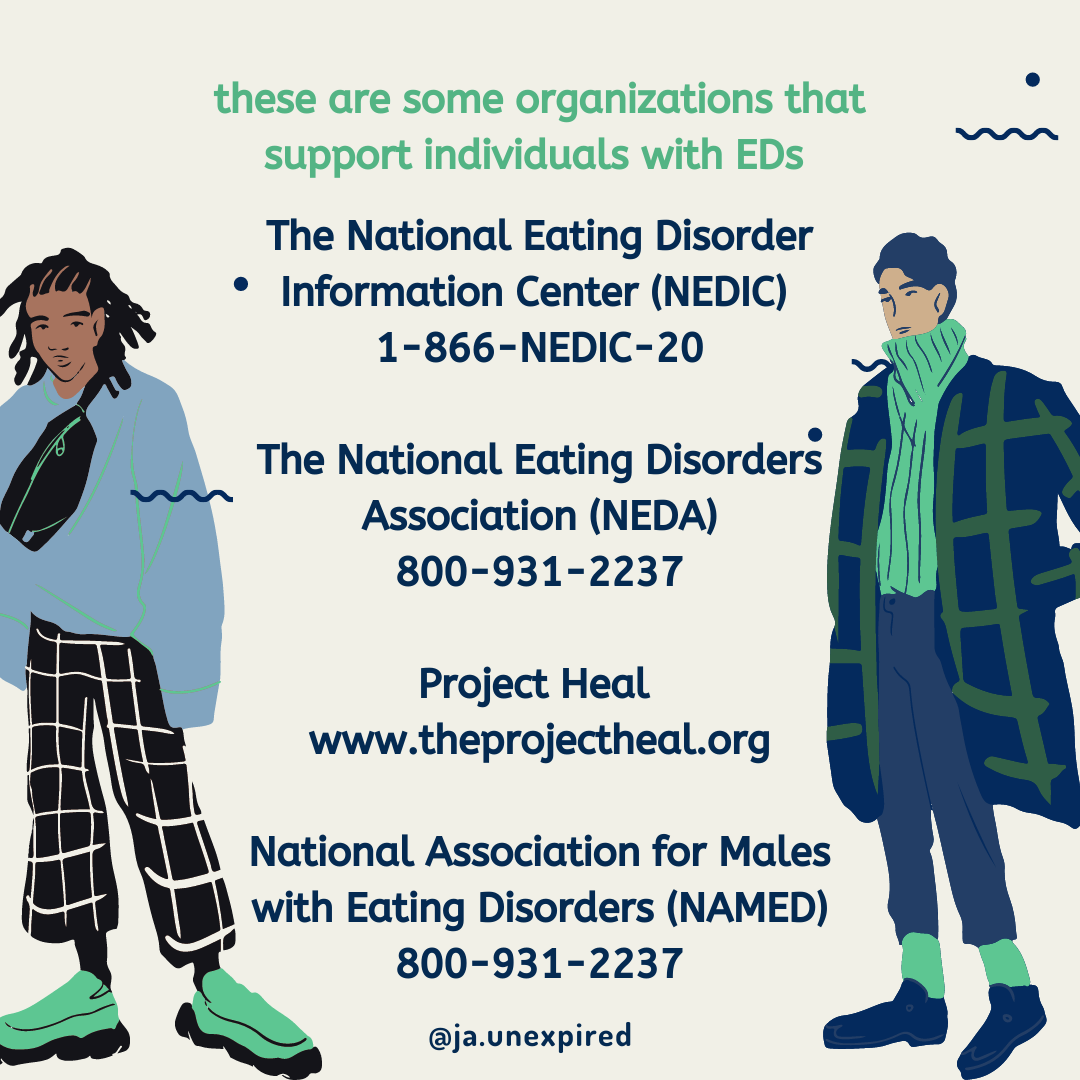 these are some organizations that
support individuals with EDs
The National Eating Disorder
Information Center (NEDIC)
1-866-NEDIC-20
The National Eating Disorders
Association (NEDA)
800-931-2237
Project Heal
www.theprojectheal.org
National Association for Males
with Eating Disorders (NAMED)
800-931-2237
@ja.unexpired